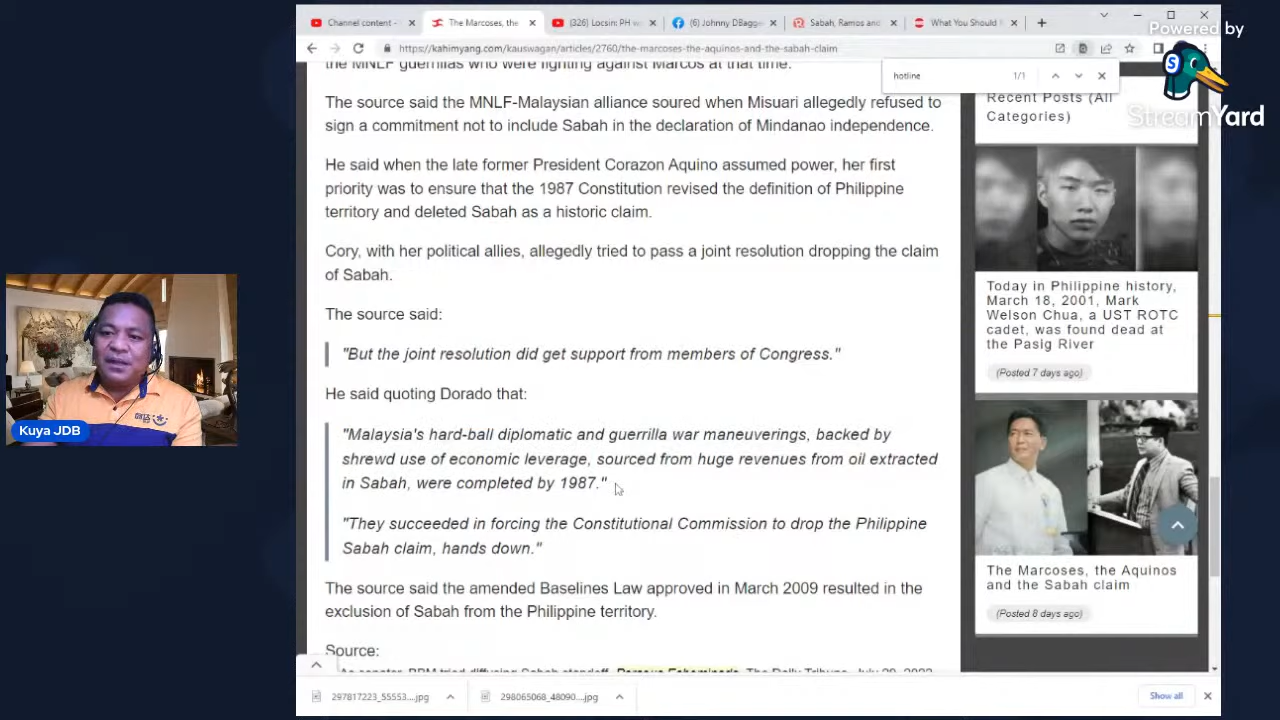 Channel content -
The Marcoses, the
(326) Locsin: PH w
(6) Johnny DBagge
Sabah, Ramos and
What You Should
Powered by
StreamYard
https://kahimyang.com/kauswagan/articles/2760/the-marcoses-the-aquinos-and-the-sabah-claim
hotline
1/1
the MNLF guerrillas who were fighting against Marcos at that time.
The source said the MNLF-Malaysian alliance soured when Misuari allegedly refused to
sign a commitment not to include Sabah in the declaration of Mindanao independence.
He said when the late former President Corazon Aquino assumed power, her first
priority was to ensure that the 1987 Constitution revised the definition of Philippine
territory and deleted Sabah as a historic claim.
Cory, with her political allies, allegedly tried to pass a joint resolution dropping the claim
of Sabah.
The source said:
"But the joint resolution did get support from members of Congress."
He said quoting Dorado that:
"Malaysia's hard-ball diplomatic and guerrilla war maneuverings, backed by
shrewd use of economic leverage, sourced from huge revenues from oil extracted
in Sabah, were completed by 1987."
"They succeeded in forcing the Constitutional Commission to drop the Philippine
Sabah claim, hands down."
The source said the amended Baselines Law approved in March 2009 resulted in the
exclusion of Sabah from the Philippine territory.
Source:
Recent Posts (All
Categories)
Today in Philippine history,
March 18, 2001, Mark
Welson Chua, a UST ROTC
cadet, was found dead at
the Pasig River
(Posted 7 days ago)
The Marcoses, the Aquinos
and the Sabah claim
(Posted 8 days ago)
Kuya JDB
297817223_55553....jpg
298065068_48090....jpg
Show all